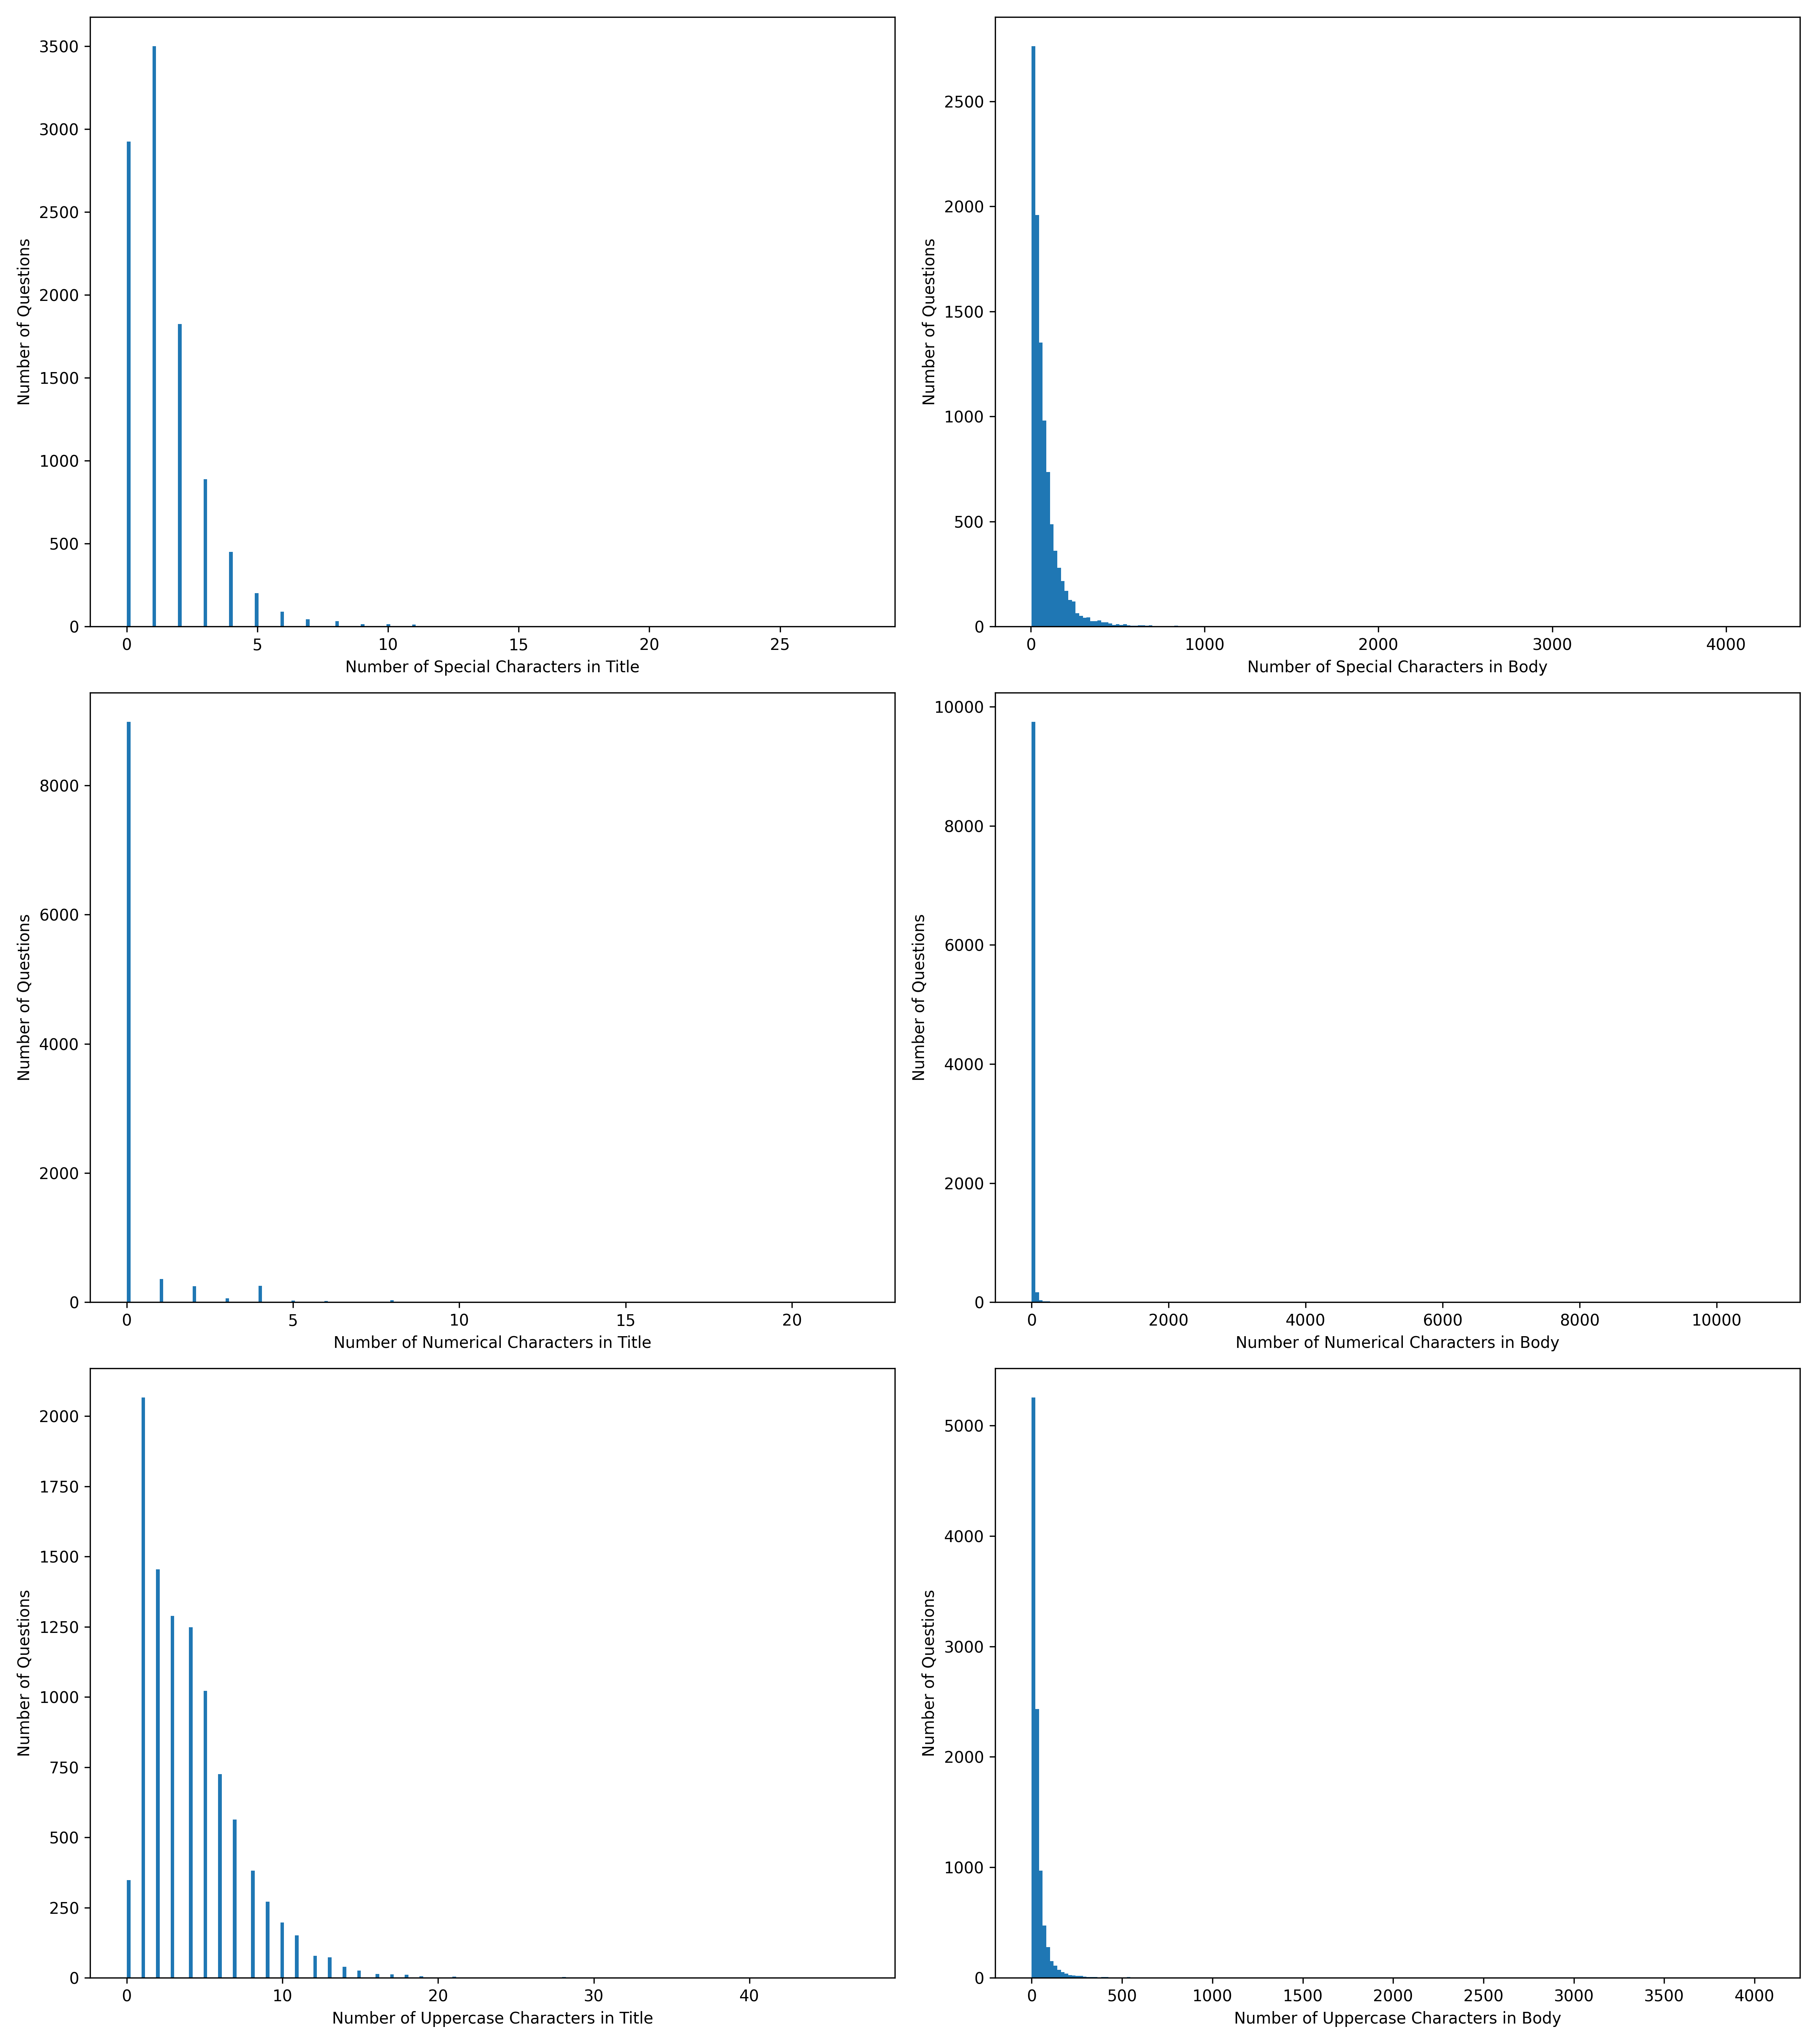 3500
3000
2500
2000
1500
1000
500
0
Number of Questions
0 5 10 15 20 25
Number of Special Characters in Title
2500
2000
1500
1000
500
0
Number of Questions
0 1000 2000 3000 4000
Number of Special Characters in Body
8000
6000
4000
2000
0
Number of Questions
0 5 10 15 20
Number of Numerical Characters in Title
10000
8000
6000
4000
2000
0
Number of Questions
0 2000 4000 6000 8000 10000
Number of Numerical Characters in Body
2000
1750
1500
1250
1000
750
500
250
0
Number of Questions
0 10 20 30 40
Number of Uppercase Characters in Title
5000
4000
3000
2000
1000
0
Number of Questions
0 500 1000 1500 2000 2500 3000 3500 4000
Number of Uppercase Characters in Body